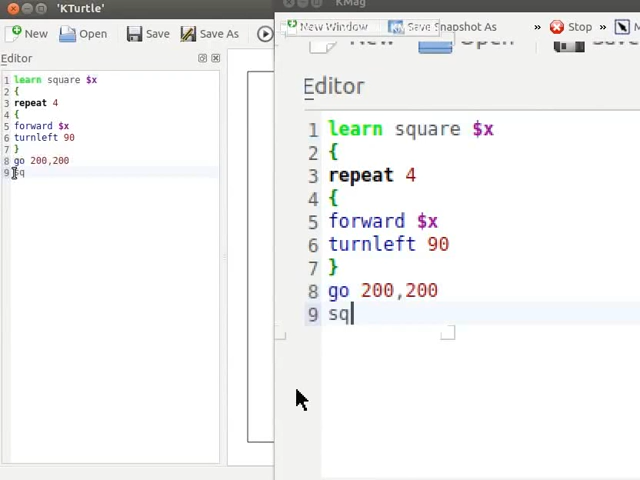 'KTurtle'
New Open Save Save As
Editor
1 learn square $x
2 {
3 repeat 4
4 {
5 forward $x
6 turnleft 90
7 }
8 go 200,200
9 sq
KMag
New Window Save Snapshot As » Stop » M
New Open Save
Editor
1 learn square $x
2 {
3 repeat 4
4 {
5 forward $x
6 turnleft 90
7 }
8 go 200,200
9 sq